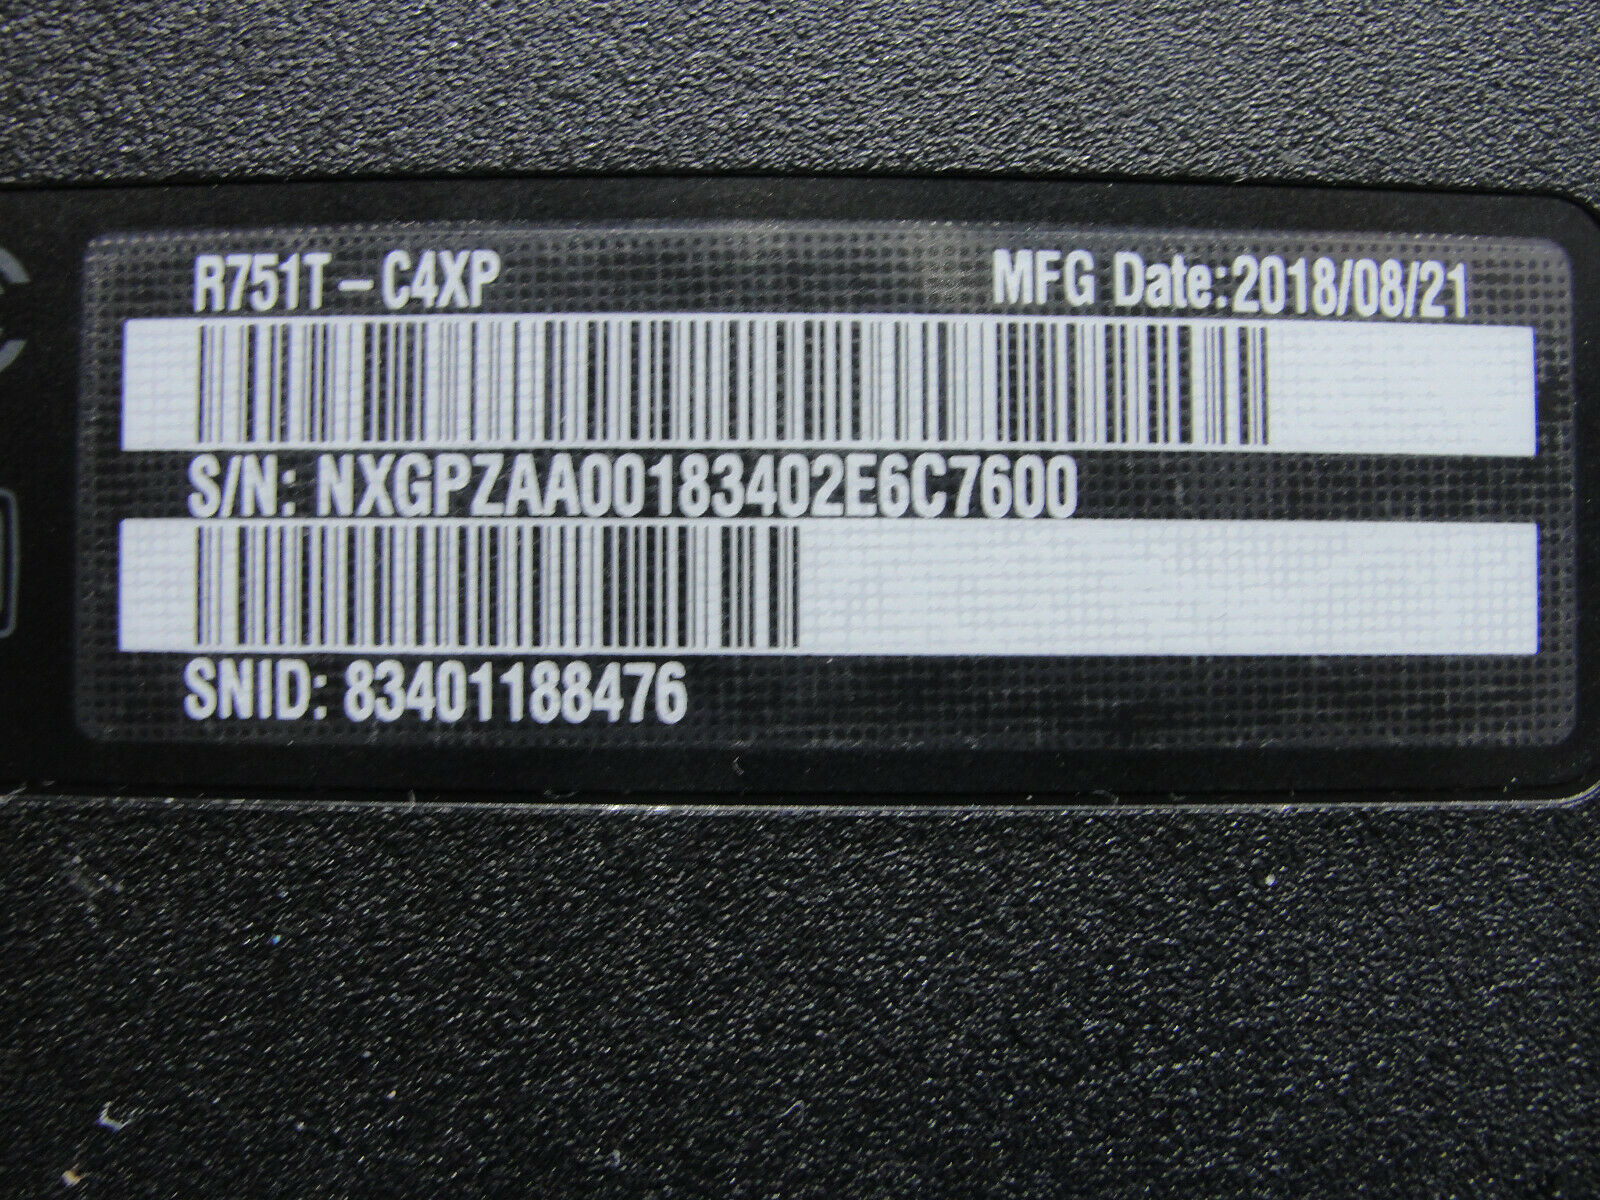 R751T-C4XP MFG Date:2018/08/21
S/N: NXGPZAA00183402E6C7600
SNID: 83401188476